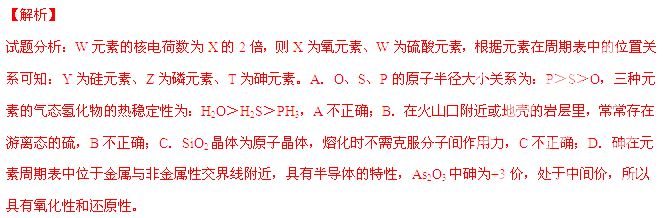 【解析】
试题分析：W 元素的核电荷数为 X 的 2 倍，则 X 为氧元素、W 为硫酸元素，根据元素在周期表中的位置关
系可知：Y 为硅元素、Z 为磷元素、T 为砷元素。A．O、S、P 的原子半径大小关系为：P＞S＞O，三种元
素的气态氢化物的热稳定性为：H₂O＞H₂S＞PH₃，A 不正确；B．在火山口附近或地壳的岩层里，常常存在
游离态的硫，B 不正确；C．SiO₂ 晶体为原子晶体，熔化时不需克服分子间作用力，C 不正确；D．砷在元
素周期表中位于金属与非金属性交界线附近，具有半导体的特性，As₂O₃ 中砷为+3 价，处于中间价，所以
具有氧化性和还原性。